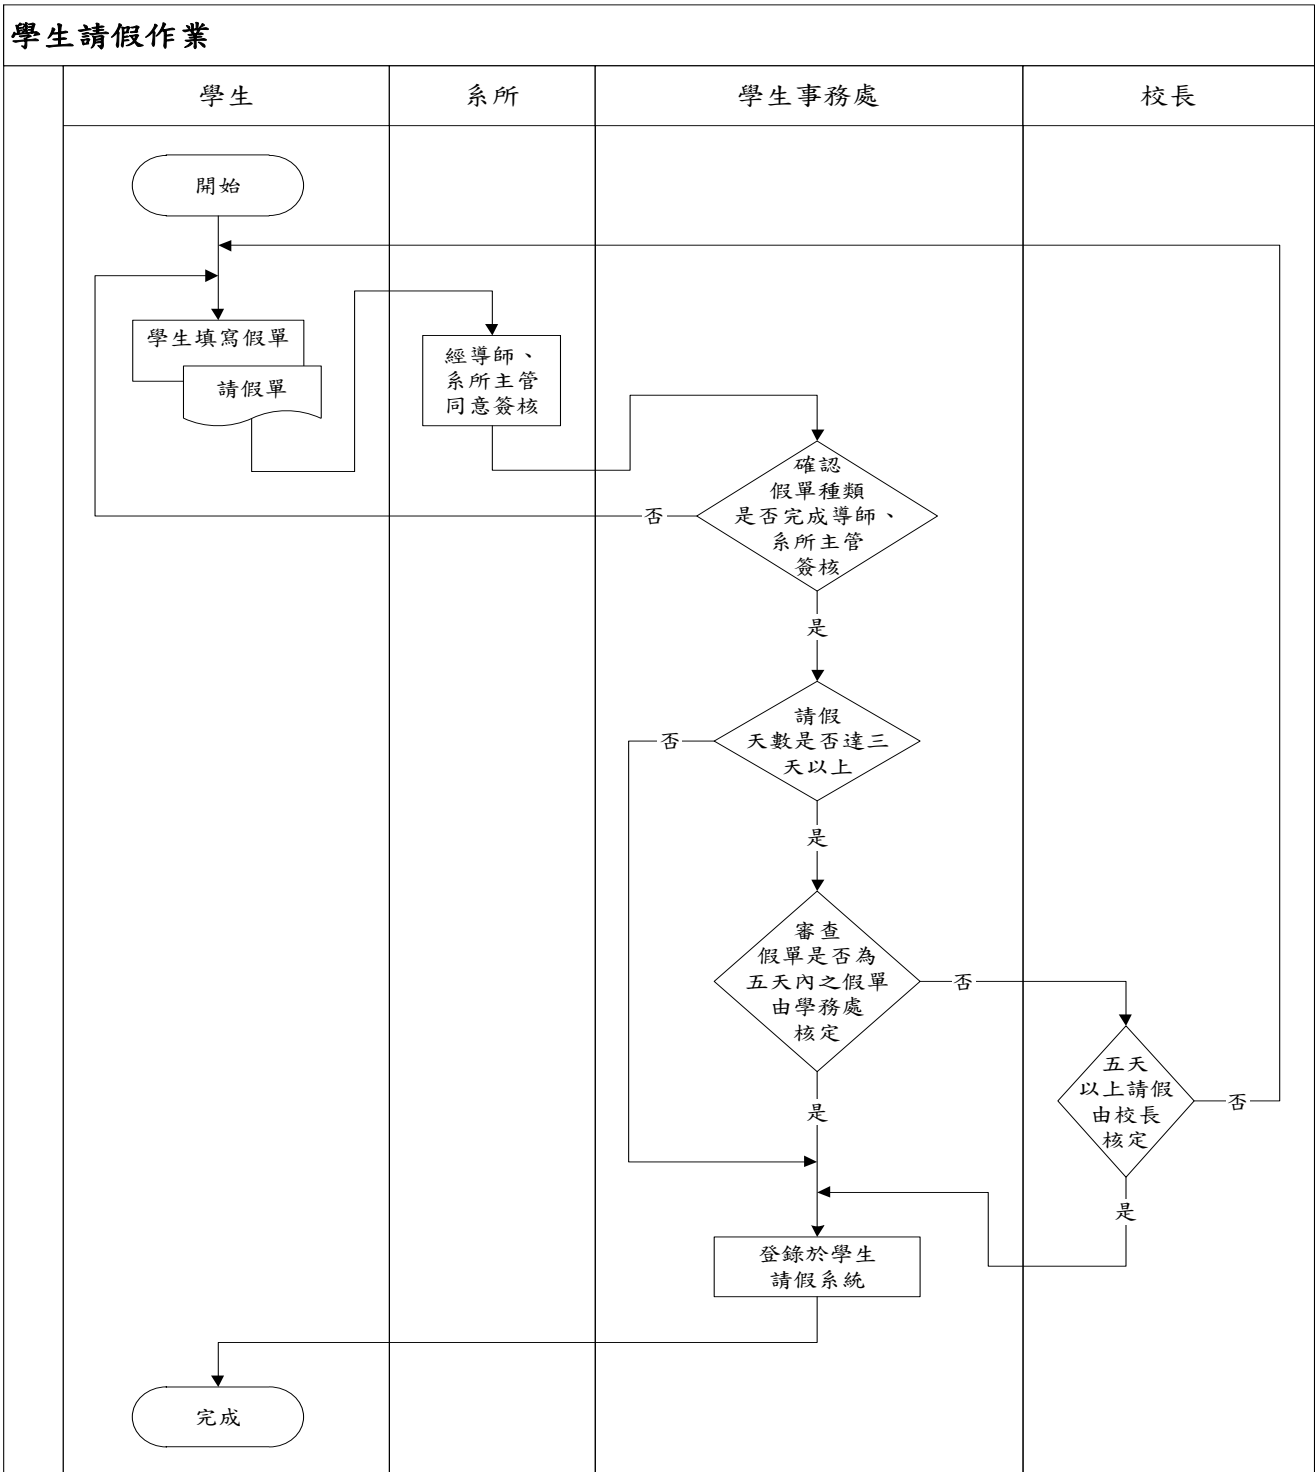 學生請假作業
學生
系所
學生事務處
校長
開始
學生填寫假單
請假單
經導師、
系所主管
同意簽核
確認
假單種類
是否完成導師、
系所主管
簽核
否
是
請假
天數是否達三
天以上
否
是
審查
假單是否為
五天內之假單
由學務處
核定
否
是
五天
以上請假
由校長
核定
否
是
登錄於學生
請假系統
完成